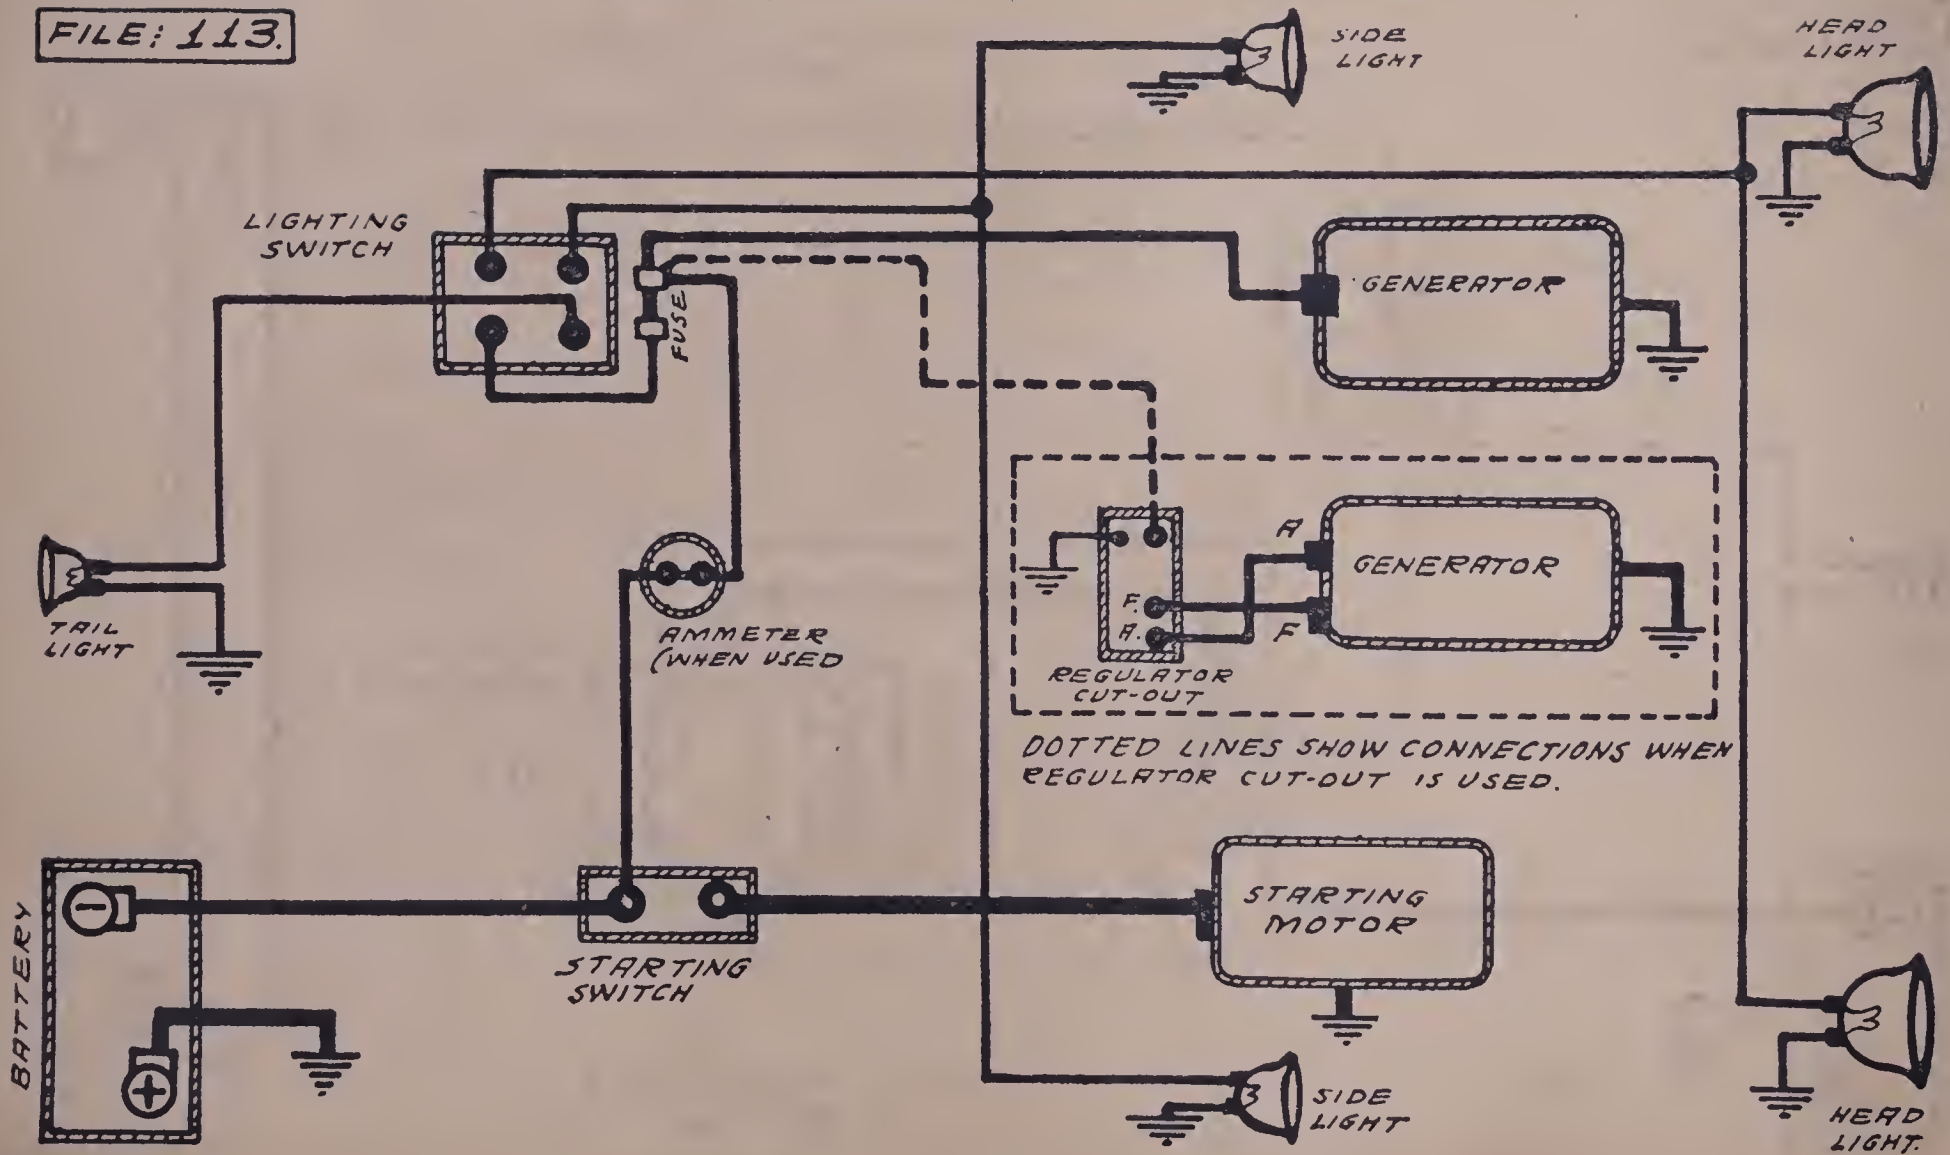 FILE: 113.
SIDE
LIGHT
HEAD
LIGHT
LIGHTING
SWITCH
FUSE
GENERATOR
TAIL
LIGHT
AMMETER
(WHEN USED
A
GENERATOR
F.
A.
F
REGULATOR
CUT-OUT
DOTTED LINES SHOW CONNECTIONS WHEN
REGULATOR CUT-OUT IS USED.
BATTERY
−
+
STARTING
SWITCH
STARTING
MOTOR
SIDE
LIGHT
HEAD
LIGHT.